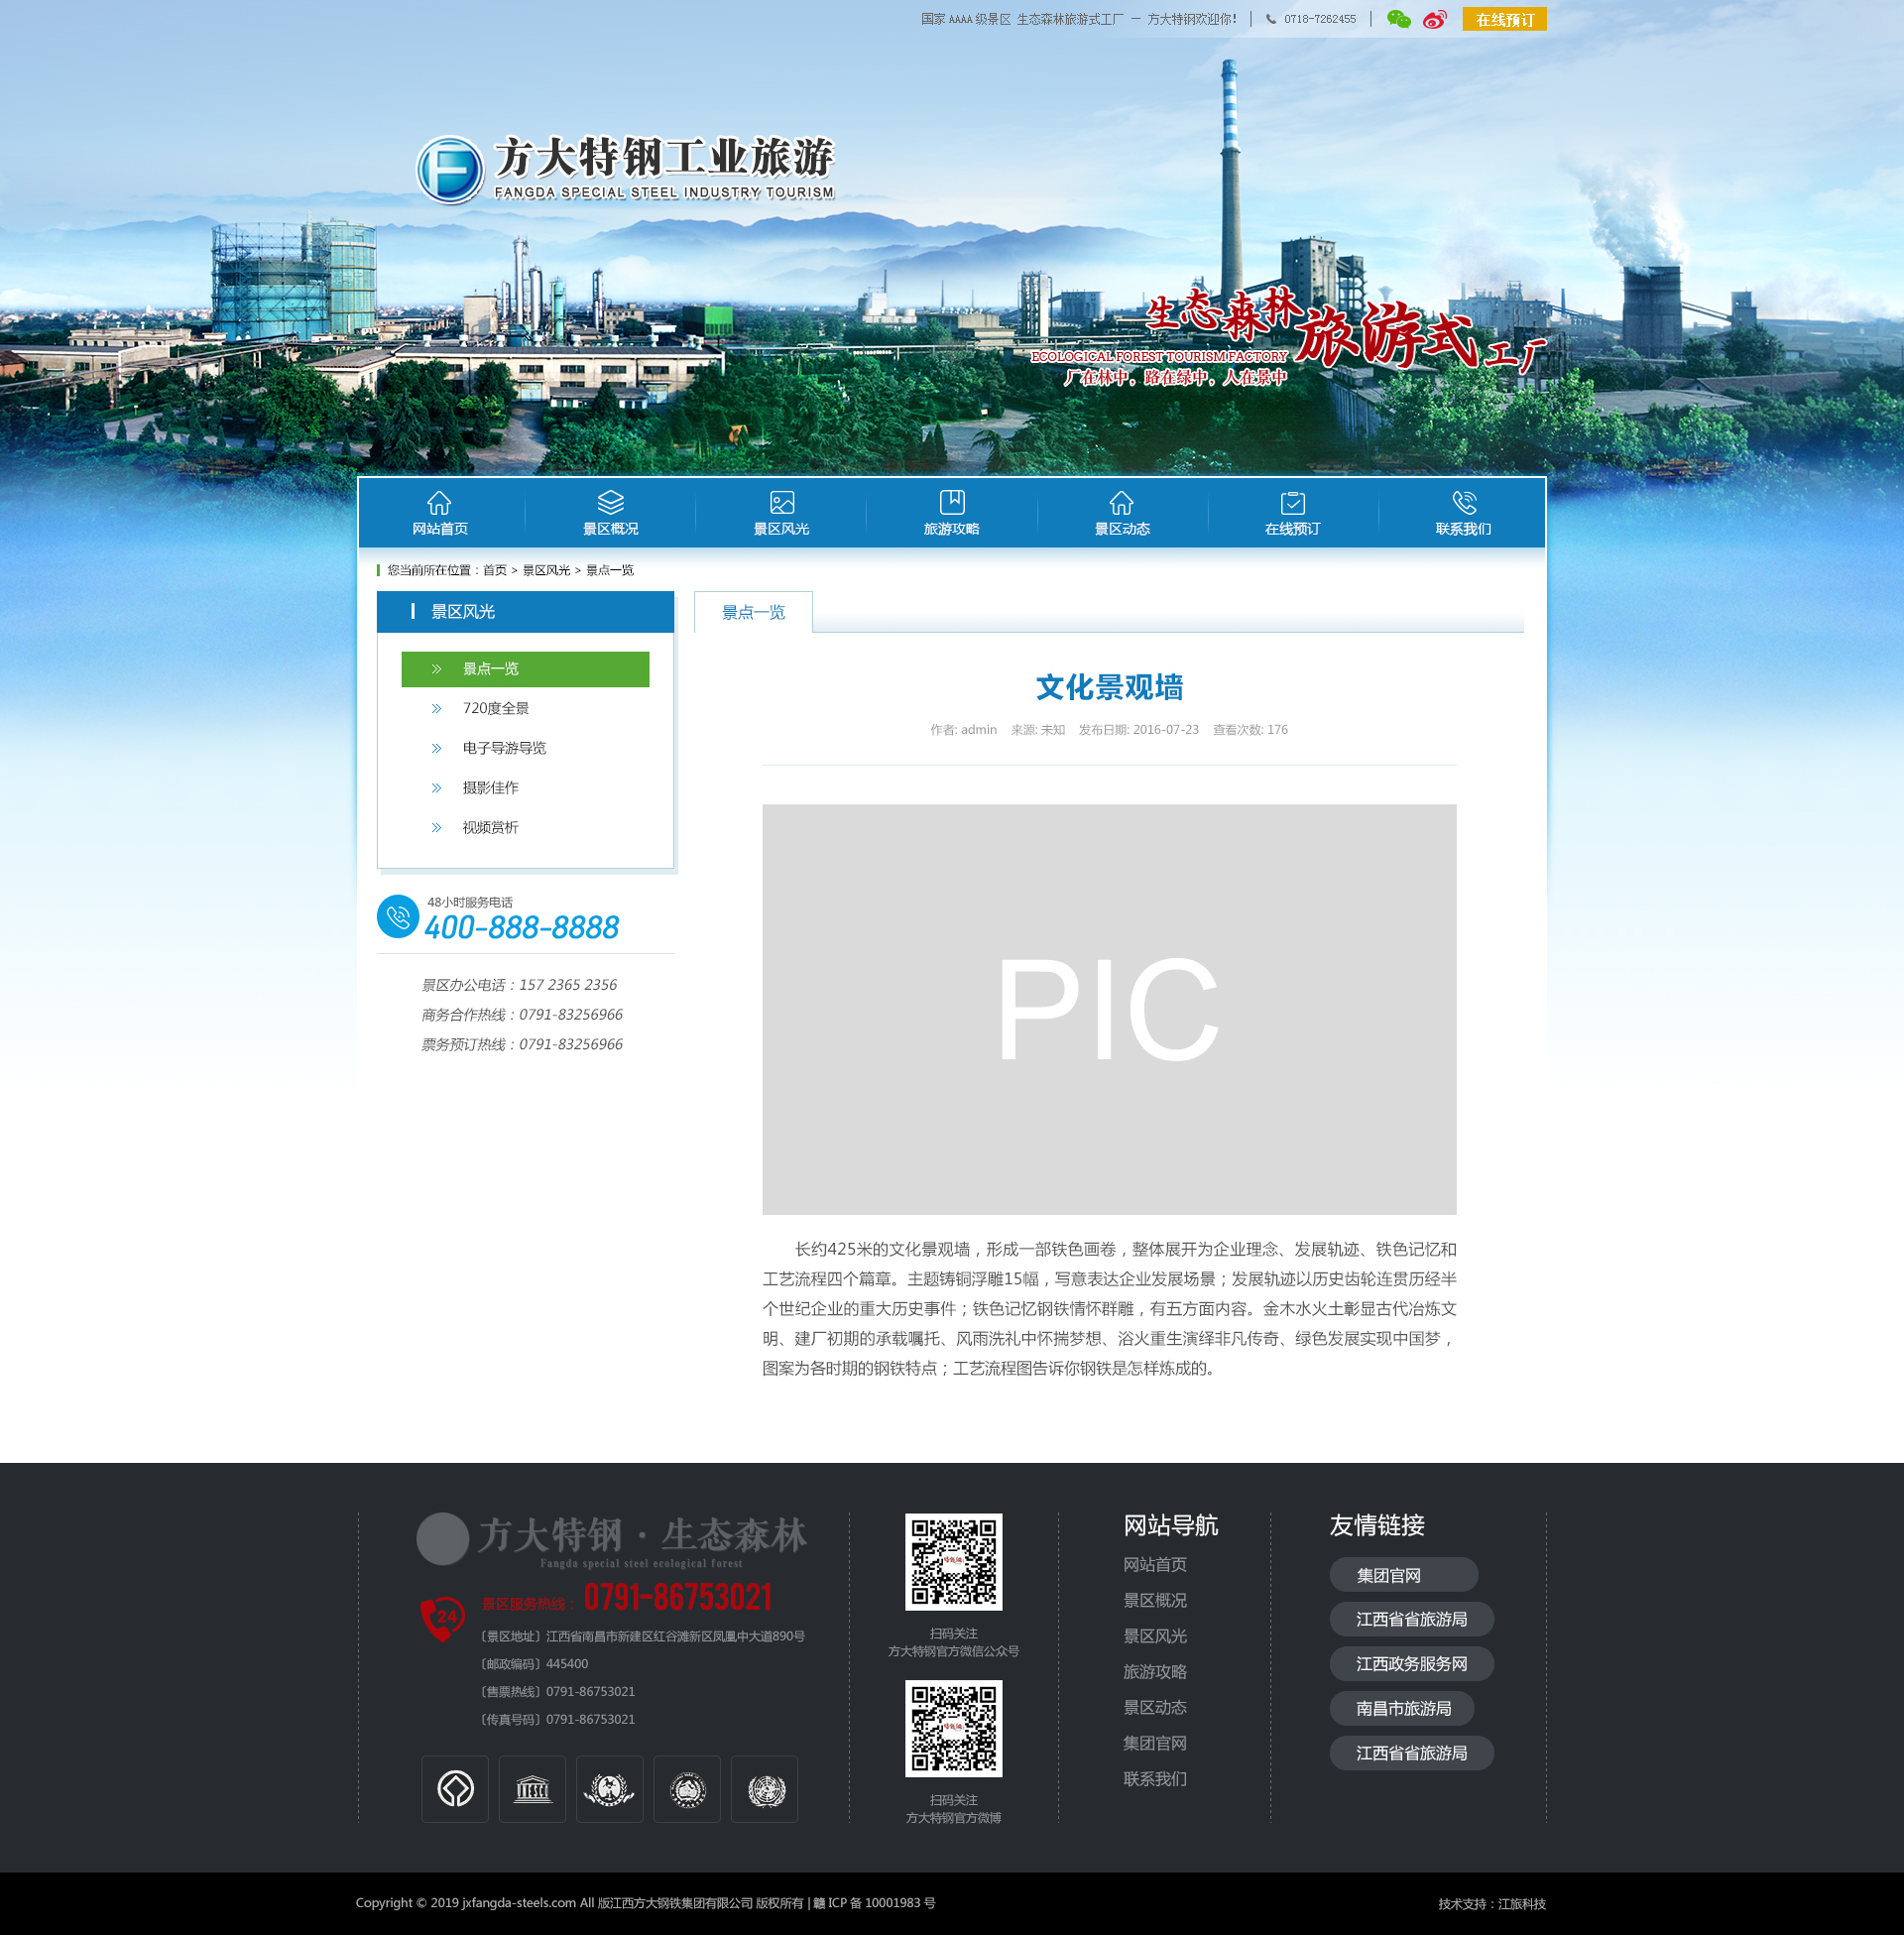 国家 AAAA 级景区 生态森林旅游式工厂 — 方大特钢欢迎你!
0718-7262455
在线预订
方大特钢工业旅游
FANGDA SPECIAL STEEL INDUSTRY TOURISM
生态森林旅游式工厂
ECOLOGICAL FOREST TOURISM FACTORY
厂在林中。路在绿中。人在景中
网站首页 景区概况 景区风光 旅游攻略 景区动态 在线预订 联系我们
您当前所在位置：首页 > 景区风光 > 景点一览
景区风光
景点一览
720度全景
电子导游导览
摄影佳作
视频赏析
48小时服务电话
400-888-8888
景区办公电话：157 2365 2356
商务合作热线：0791-83256966
票务预订热线：0791-83256966
景点一览
文化景观墙
作者: admin 来源: 未知 发布日期: 2016-07-23 查看次数: 176
PIC
长约425米的文化景观墙，形成一部铁色画卷，整体展开为企业理念、发展轨迹、铁色记忆和
工艺流程四个篇章。主题铸铜浮雕15幅，写意表达企业发展场景；发展轨迹以历史齿轮连贯历经半
个世纪企业的重大历史事件；铁色记忆钢铁情怀群雕，有五方面内容。金木水火土彰显古代冶炼文
明、建厂初期的承载嘱托、风雨洗礼中怀揣梦想、浴火重生演绎非凡传奇、绿色发展实现中国梦，
图案为各时期的钢铁特点；工艺流程图告诉你钢铁是怎样炼成的。
方大特钢·生态森林
Fangda special steel ecological forest
24
景区服务热线： 0791-86753021
〔景区地址〕江西省南昌市新建区红谷滩新区凤凰中大道890号
〔邮政编码〕445400
〔售票热线〕0791-86753021
〔传真号码〕0791-86753021
扫码关注
方大特钢官方微信公众号
扫码关注
方大特钢官方微博
网站导航
网站首页
景区概况
景区风光
旅游攻略
景区动态
集团官网
联系我们
友情链接
集团官网
江西省省旅游局
江西政务服务网
南昌市旅游局
江西省省旅游局
Copyright © 2019 jxfangda-steels.com All 版江西方大钢铁集团有限公司 版权所有 | 赣 ICP 备 10001983 号
技术支持：江旅科技